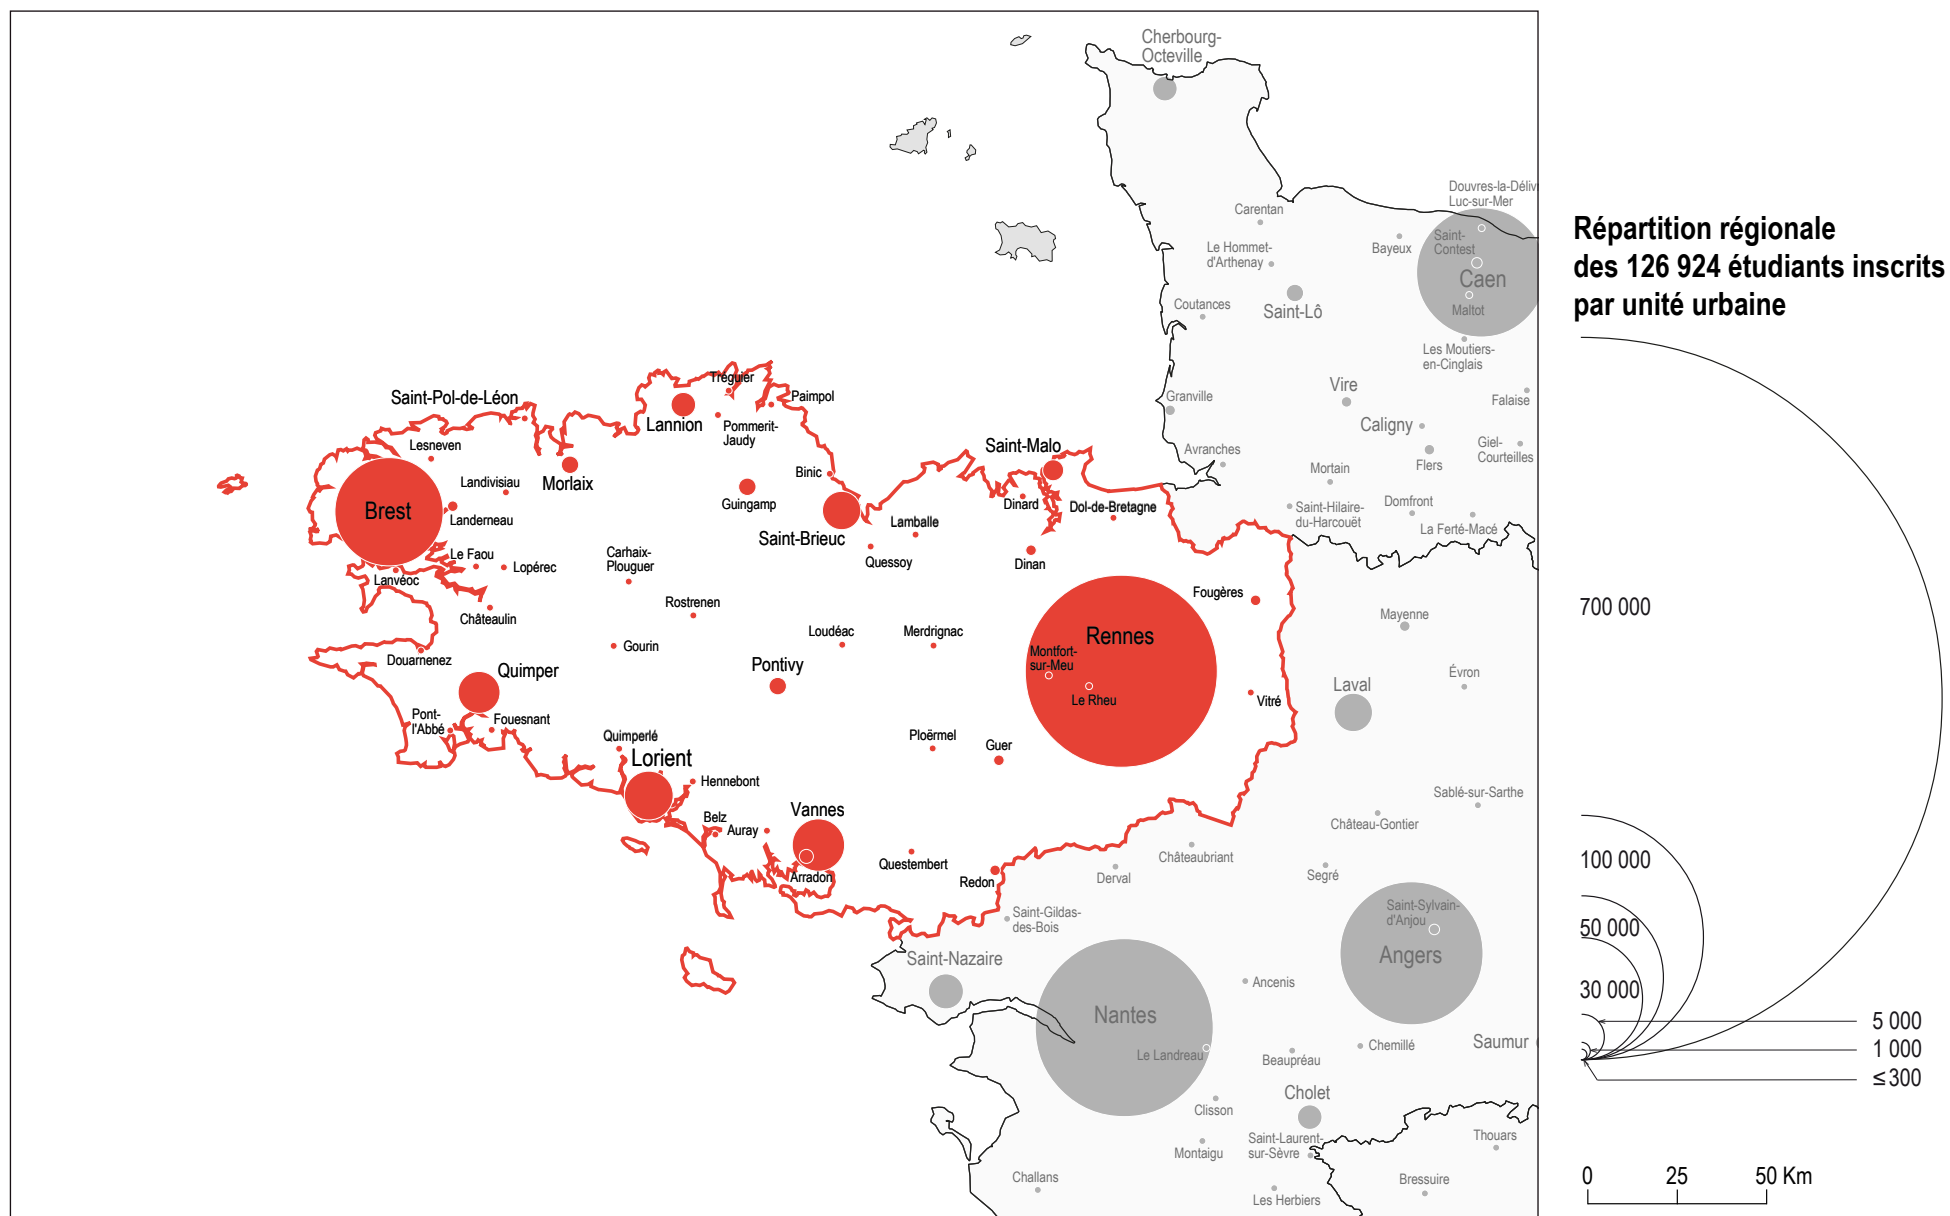 Cherbourg-
Octeville
Douvres-la-Déliv
Luc-sur-Mer
Carentan
Saint-
Contest
Bayeux
Le Hommet-
d'Arthenay
Caen
Coutances
Saint-Lô
Maltot
Les Moutiers-
en-Cinglais
Vire
Granville
Falaise
Caligny
Giel-
Courteilles
Flers
Avranches
Mortain
Saint-Hilaire-
du-Harcouët
Domfront
La Ferté-Macé
Répartition régionale
des 126 924 étudiants inscrits
par unité urbaine
Tréguier
Paimpol
Saint-Pol-de-Léon
Lannion
Pommerit-
Jaudy
Lesneven
Saint-Malo
Binic
Landivisiau
Morlaix
Guingamp
Dinard
Dol-de-Bretagne
Brest
Landerneau
Lamballe
Saint-Brieuc
Le Faou
Lopérec
Carhaix-
Plouguer
Quessoy
Dinan
Lanvéoc
Fougères
Rostrenen
Châteaulin
Mayenne
Gourin
Loudéac
Merdrignac
Rennes
Montfort-
sur-Meu
Douarnenez
Quimper
Pontivy
Le Rheu
Vitré
Laval
Évron
Pont-
l'Abbé
Fouesnant
Quimperlé
Ploërmel
Guer
Lorient
Hennebont
Sablé-sur-Sarthe
Belz
Auray
Vannes
Château-Gontier
Arradon
Questembert
Redon
Châteaubriant
Derval
Segré
Saint-Gildas-
des-Bois
Saint-Sylvain-
d'Anjou
Angers
Saint-Nazaire
Ancenis
Nantes
Le Landreau
Beaupréau
Chemillé
Saumur
Cholet
Clisson
Montaigu
Saint-Laurent-
sur-Sèvre
Thouars
Challans
Les Herbiers
Bressuire
700 000
100 000
50 000
30 000
5 000
1 000
≤ 300
0 25 50 Km